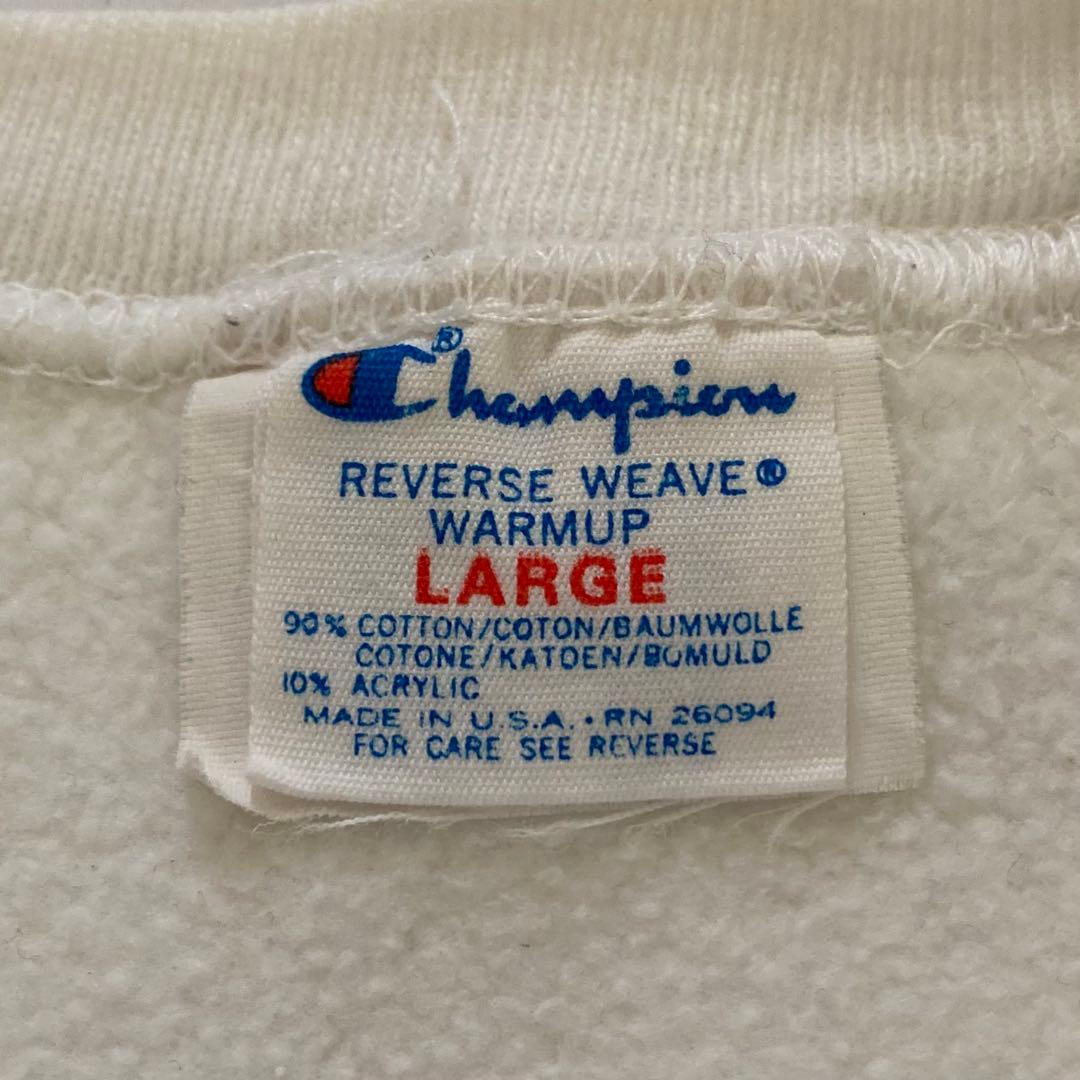 Champion®
REVERSE WEAVE®
WARMUP
LARGE
90% COTTON/COTON/BAUMWOLLE
COTONE/KATOEN/BOMULD
10% ACRYLIC
MADE IN U.S.A. • RN 26094
FOR CARE SEE REVERSE